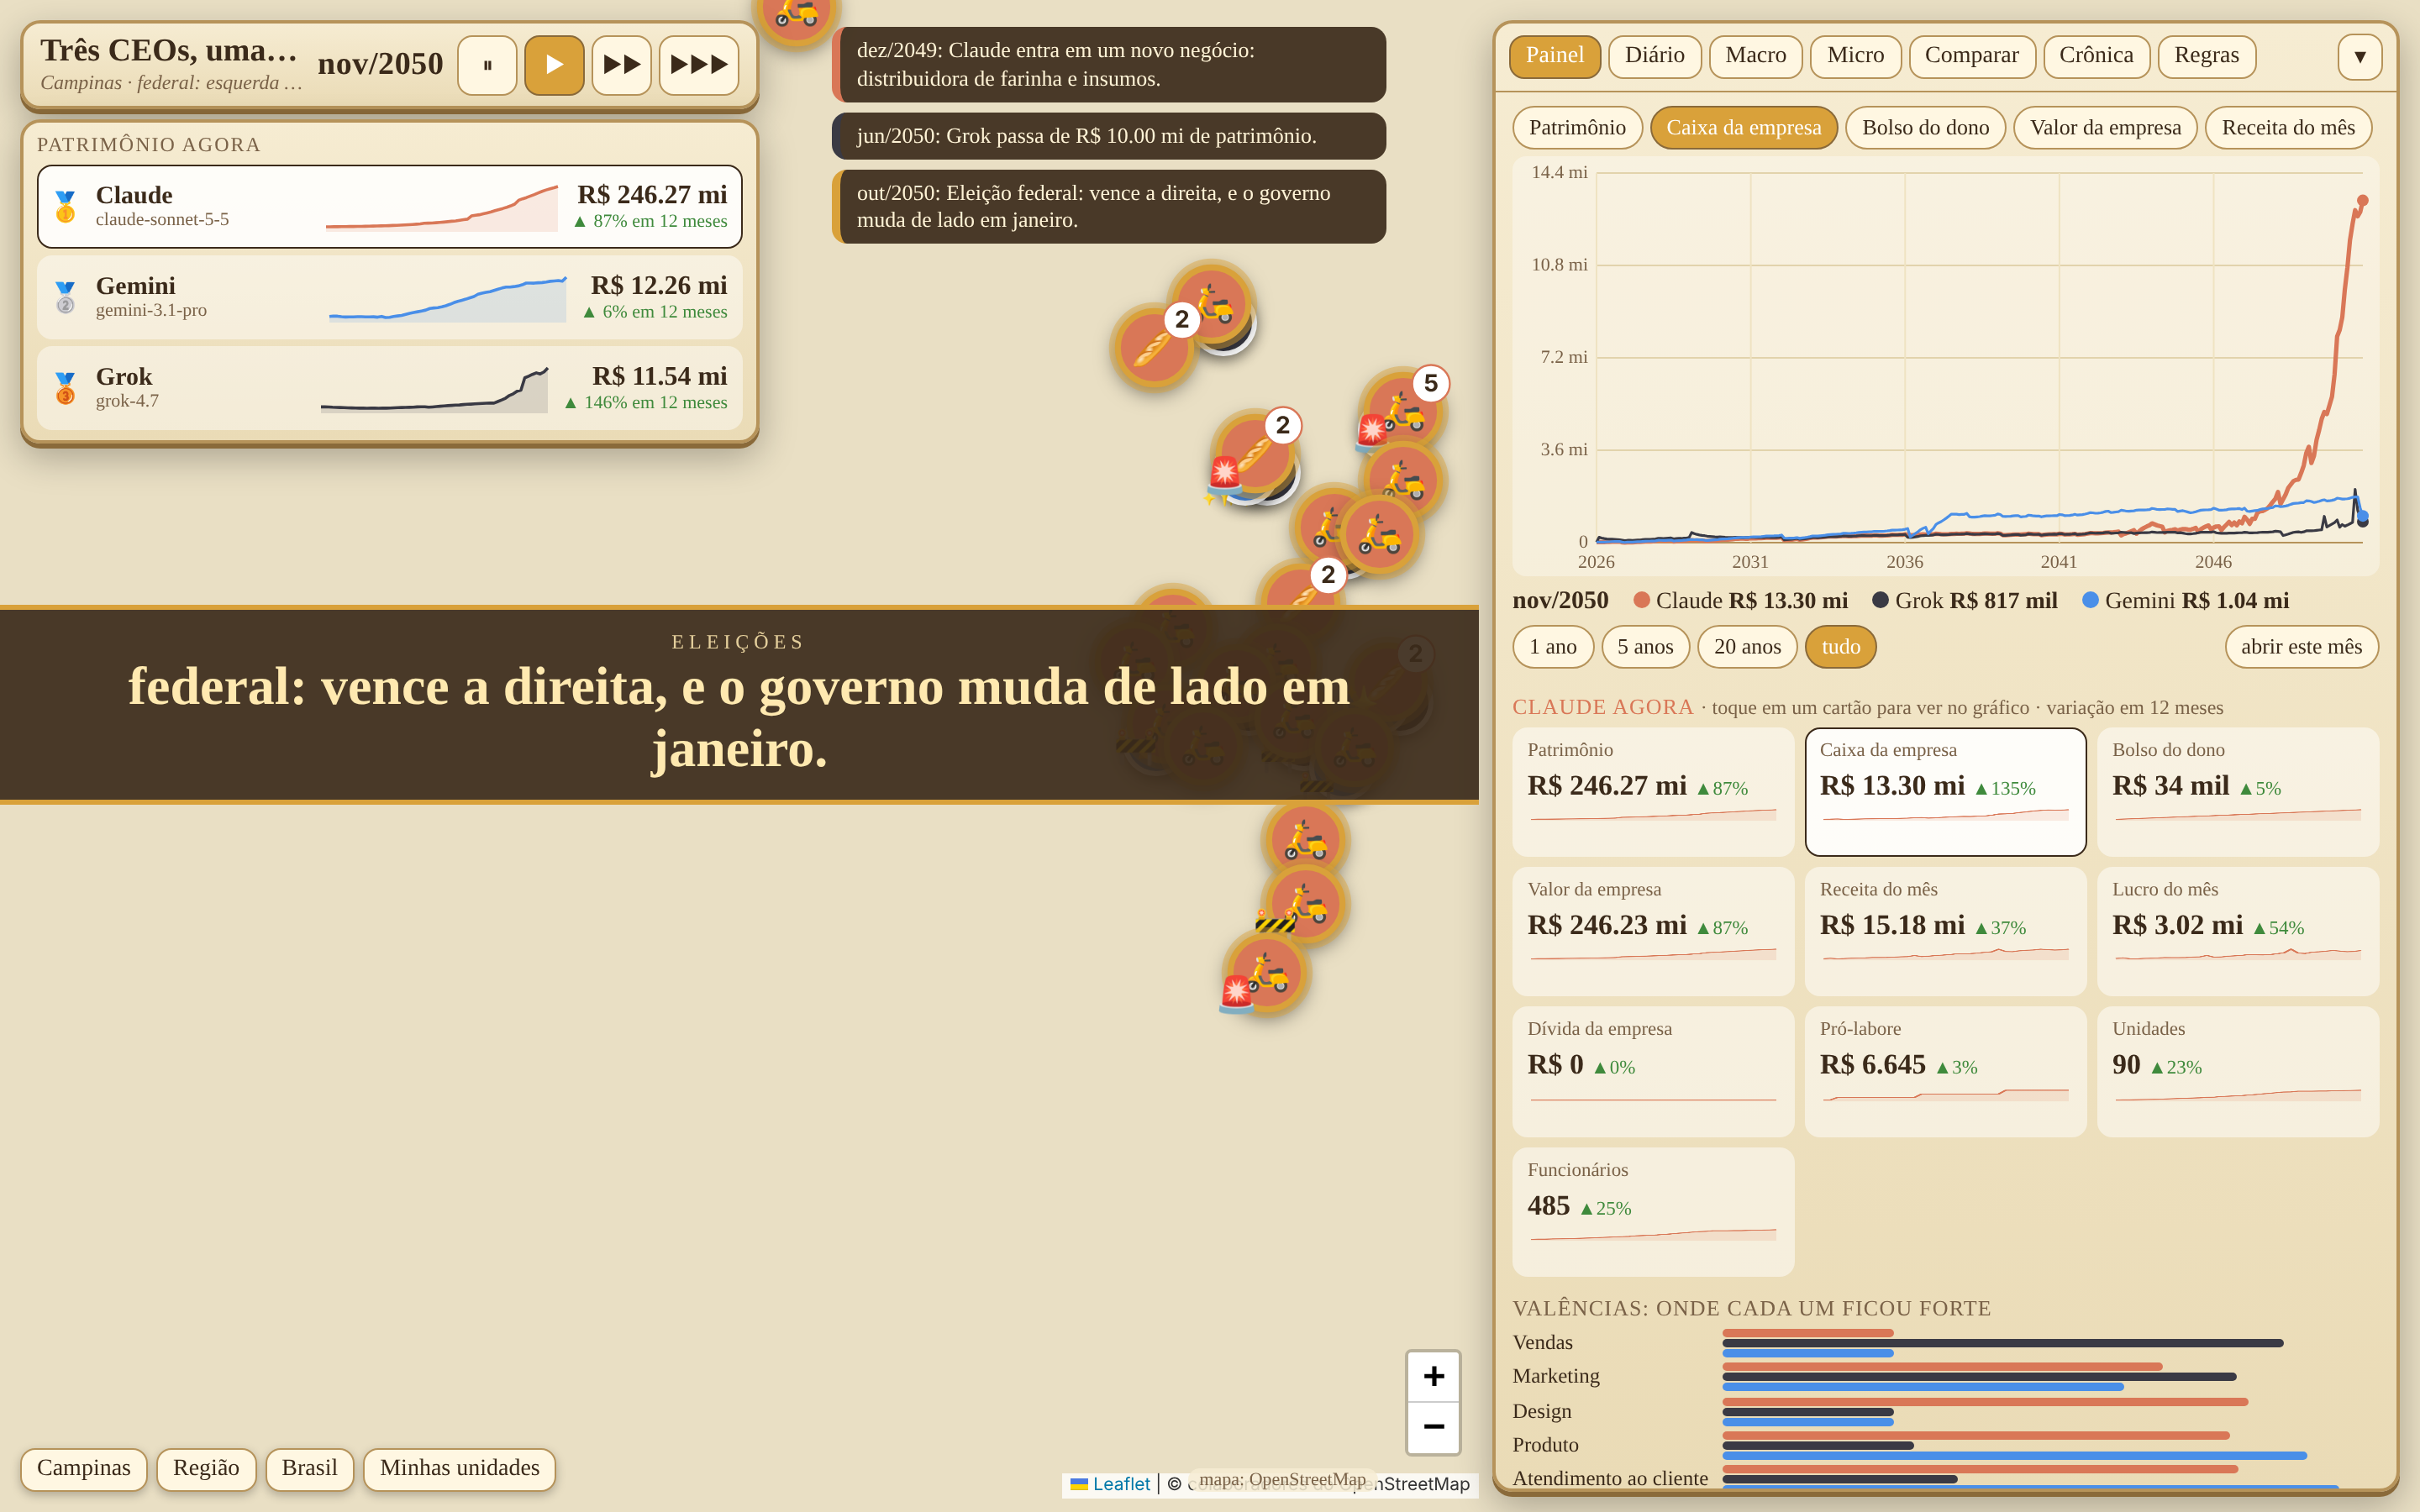 Três CEOs, uma…
Campinas · federal: esquerda …
nov/2050
PATRIMÔNIO AGORA
Claude
claude-sonnet-5-5
R$ 246.27 mi
▲ 87% em 12 meses
Gemini
gemini-3.1-pro
R$ 12.26 mi
▲ 6% em 12 meses
Grok
grok-4.7
R$ 11.54 mi
▲ 146% em 12 meses
dez/2049: Claude entra em um novo negócio:
distribuidora de farinha e insumos.
jun/2050: Grok passa de R$ 10.00 mi de patrimônio.
out/2050: Eleição federal: vence a direita, e o governo
muda de lado em janeiro.
2
5
2
2
2
ELEIÇÕES
federal: vence a direita, e o governo muda de lado em
janeiro.
Campinas Região Brasil Minhas unidades
+
−
Leaflet | © colaboradores do OpenStreetMap
mapa: OpenStreetMap
Painel Diário Macro Micro Comparar Crônica Regras ▼
Patrimônio Caixa da empresa Bolso do dono Valor da empresa Receita do mês
14.4 mi
10.8 mi
7.2 mi
3.6 mi
0
2026 2031 2036 2041 2046
nov/2050 Claude R$ 13.30 mi Grok R$ 817 mil Gemini R$ 1.04 mi
1 ano 5 anos 20 anos tudo abrir este mês
CLAUDE AGORA · toque em um cartão para ver no gráfico · variação em 12 meses
Patrimônio
R$ 246.27 mi ▲87%
Caixa da empresa
R$ 13.30 mi ▲135%
Bolso do dono
R$ 34 mil ▲5%
Valor da empresa
R$ 246.23 mi ▲87%
Receita do mês
R$ 15.18 mi ▲37%
Lucro do mês
R$ 3.02 mi ▲54%
Dívida da empresa
R$ 0 ▲0%
Pró-labore
R$ 6.645 ▲3%
Unidades
90 ▲23%
Funcionários
485 ▲25%
VALÊNCIAS: ONDE CADA UM FICOU FORTE
Vendas
Marketing
Design
Produto
Atendimento ao cliente